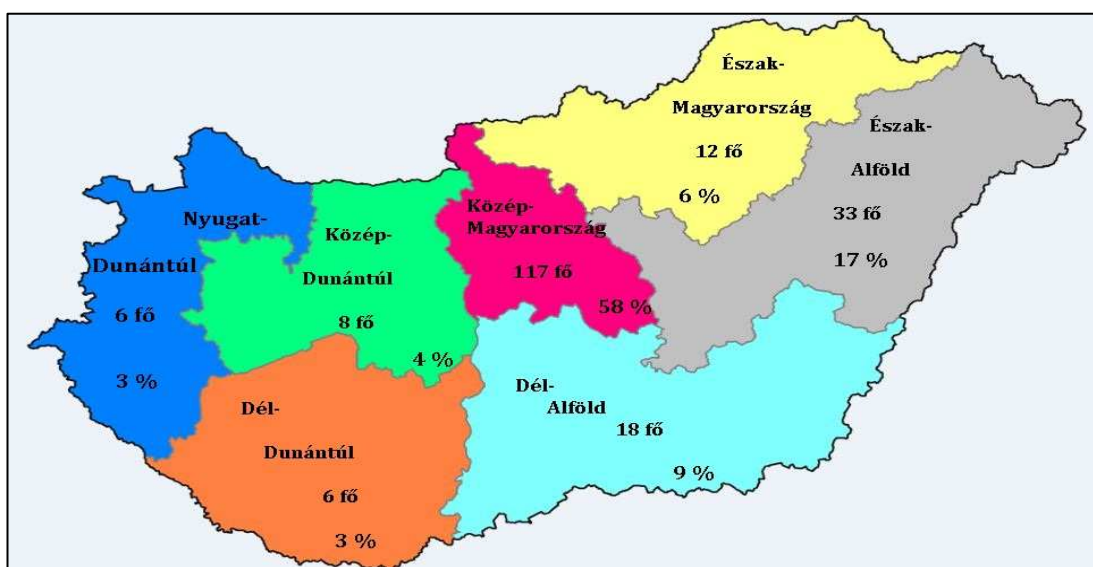 Észak-
Magyarország
12 fő
6 %
Észak-
Alföld
33 fő
17 %
Közép-
Magyarország
117 fő
58 %
Nyugat-
Dunántúl
6 fő
3 %
Közép-
Dunántúl
8 fő
4 %
Dél-
Dunántúl
6 fő
3 %
Dél-
Alföld
18 fő
9 %